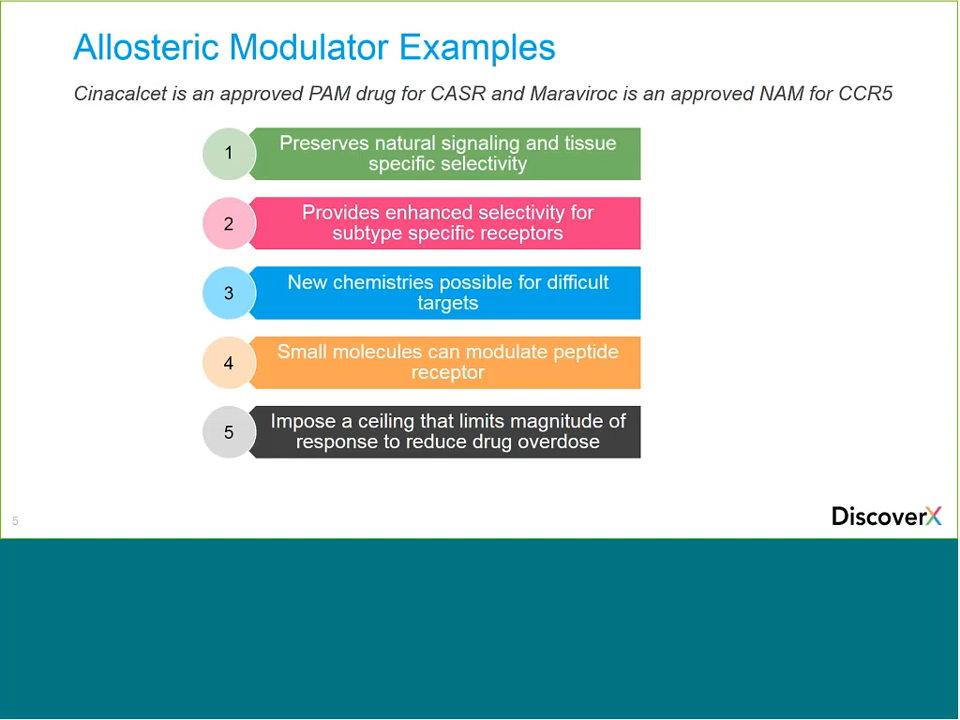 Allosteric Modulator Examples
Cinacalcet is an approved PAM drug for CASR and Maraviroc is an approved NAM for CCR5
1
Preserves natural signaling and tissue
specific selectivity
2
Provides enhanced selectivity for
subtype specific receptors
3
New chemistries possible for difficult
targets
4
Small molecules can modulate peptide
receptor
5
Impose a ceiling that limits magnitude of
response to reduce drug overdose
5
DiscoverX